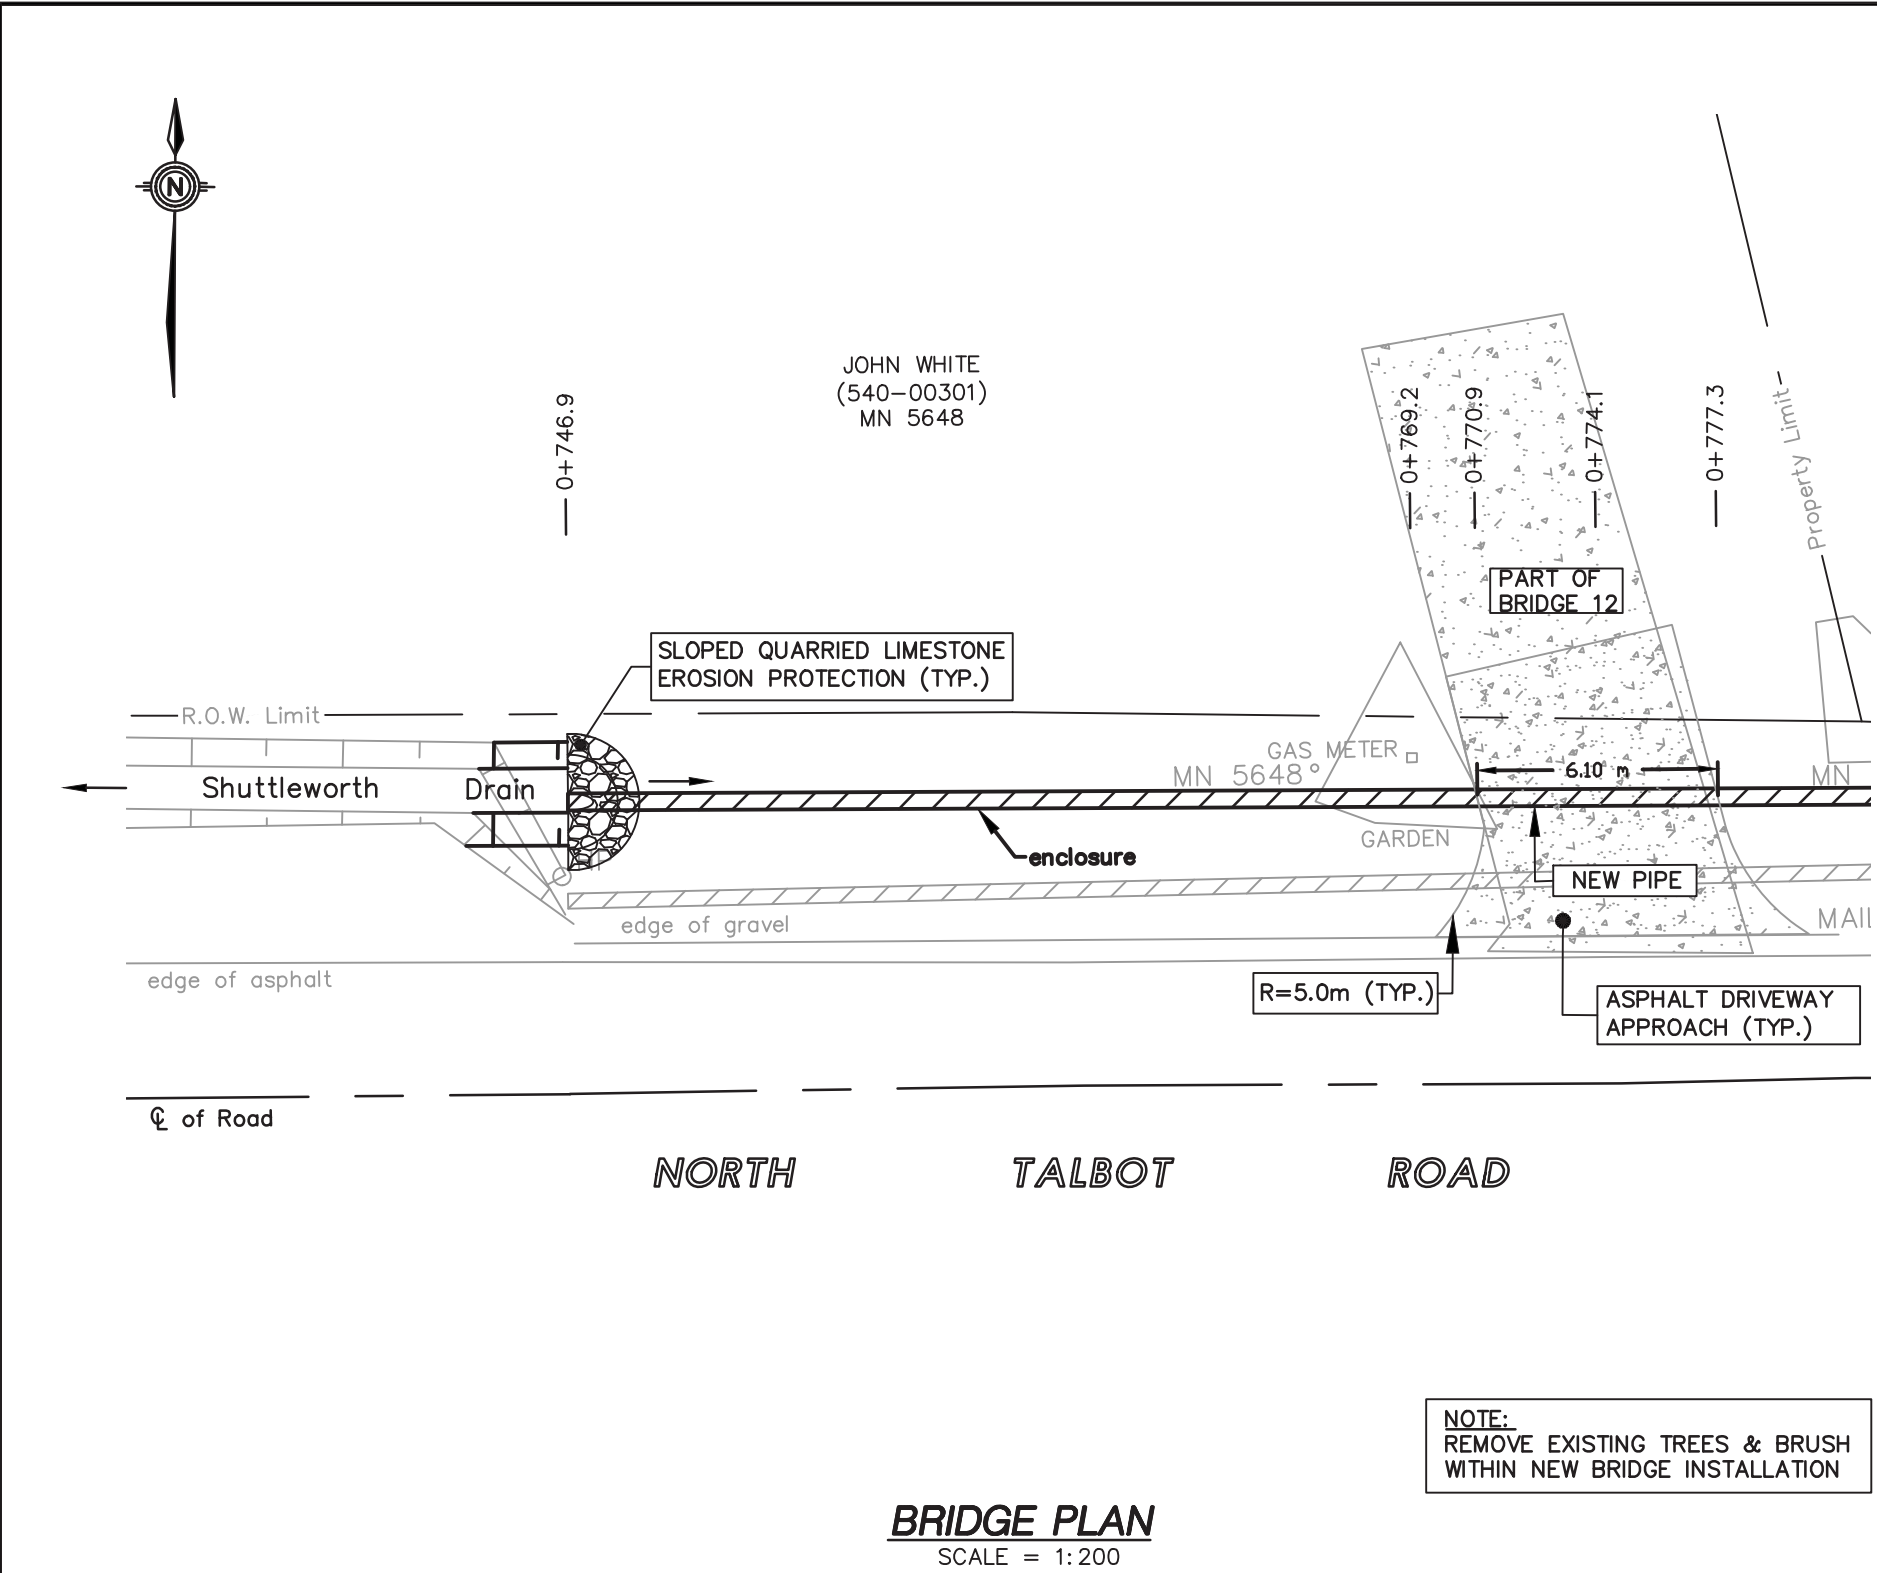 N
JOHN WHITE
(540-00301)
MN 5648
0+746.9
0+769.2
0+770.9
0+774.1
0+777.3
Property Limit
PART OF
BRIDGE 12
SLOPED QUARRIED LIMESTONE
EROSION PROTECTION (TYP.)
R.O.W. Limit
GAS METER
MN 5648
6.10 m
MN
Shuttleworth Drain
GARDEN
enclosure
NEW PIPE
edge of gravel
MAIL
edge of asphalt
R=5.0m (TYP.)
ASPHALT DRIVEWAY
APPROACH (TYP.)
℄ of Road
NORTH TALBOT ROAD
NOTE:
REMOVE EXISTING TREES & BRUSH
WITHIN NEW BRIDGE INSTALLATION
BRIDGE PLAN
SCALE = 1:200